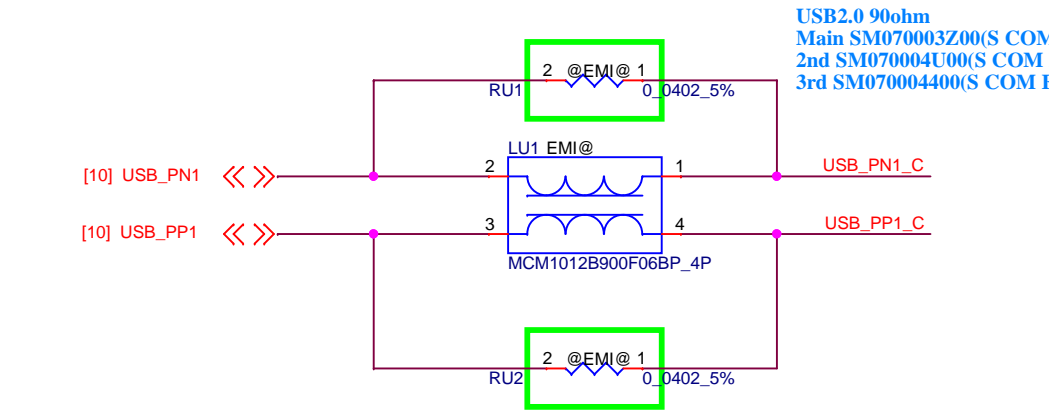 USB2.0 90ohm
Main SM070003Z00(S COM
2nd SM070004U00(S COM
3rd SM070004400(S COM
2 @EMI@ 1
RU1 0_0402_5%
LU1 EMI@
2 1
[10] USB_PN1 USB_PN1_C
[10] USB_PP1 USB_PP1_C
3 4
MCM1012B900F06BP_4P
2 @EMI@ 1
RU2 0_0402_5%